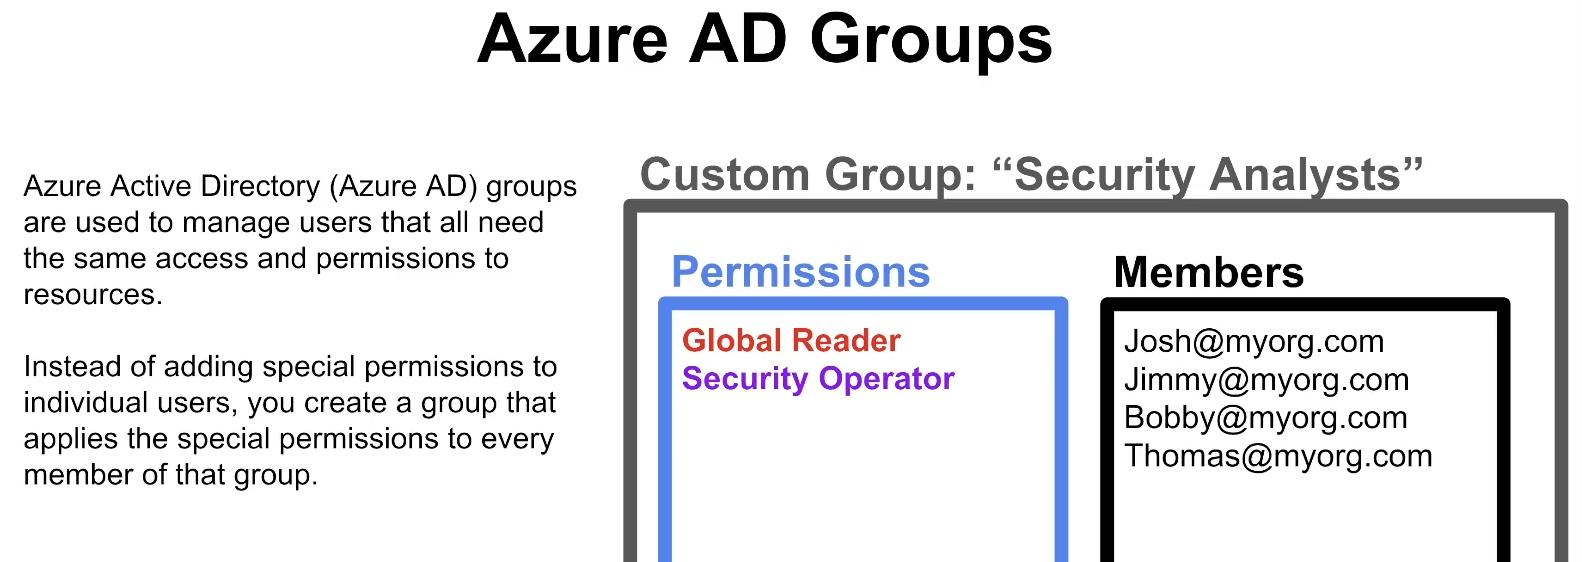 Azure AD Groups
Azure Active Directory (Azure AD) groups
are used to manage users that all need
the same access and permissions to
resources.
Instead of adding special permissions to
individual users, you create a group that
applies the special permissions to every
member of that group.
Custom Group: “Security Analysts”
Permissions
Global Reader
Security Operator
Members
Josh@myorg.com
Jimmy@myorg.com
Bobby@myorg.com
Thomas@myorg.com